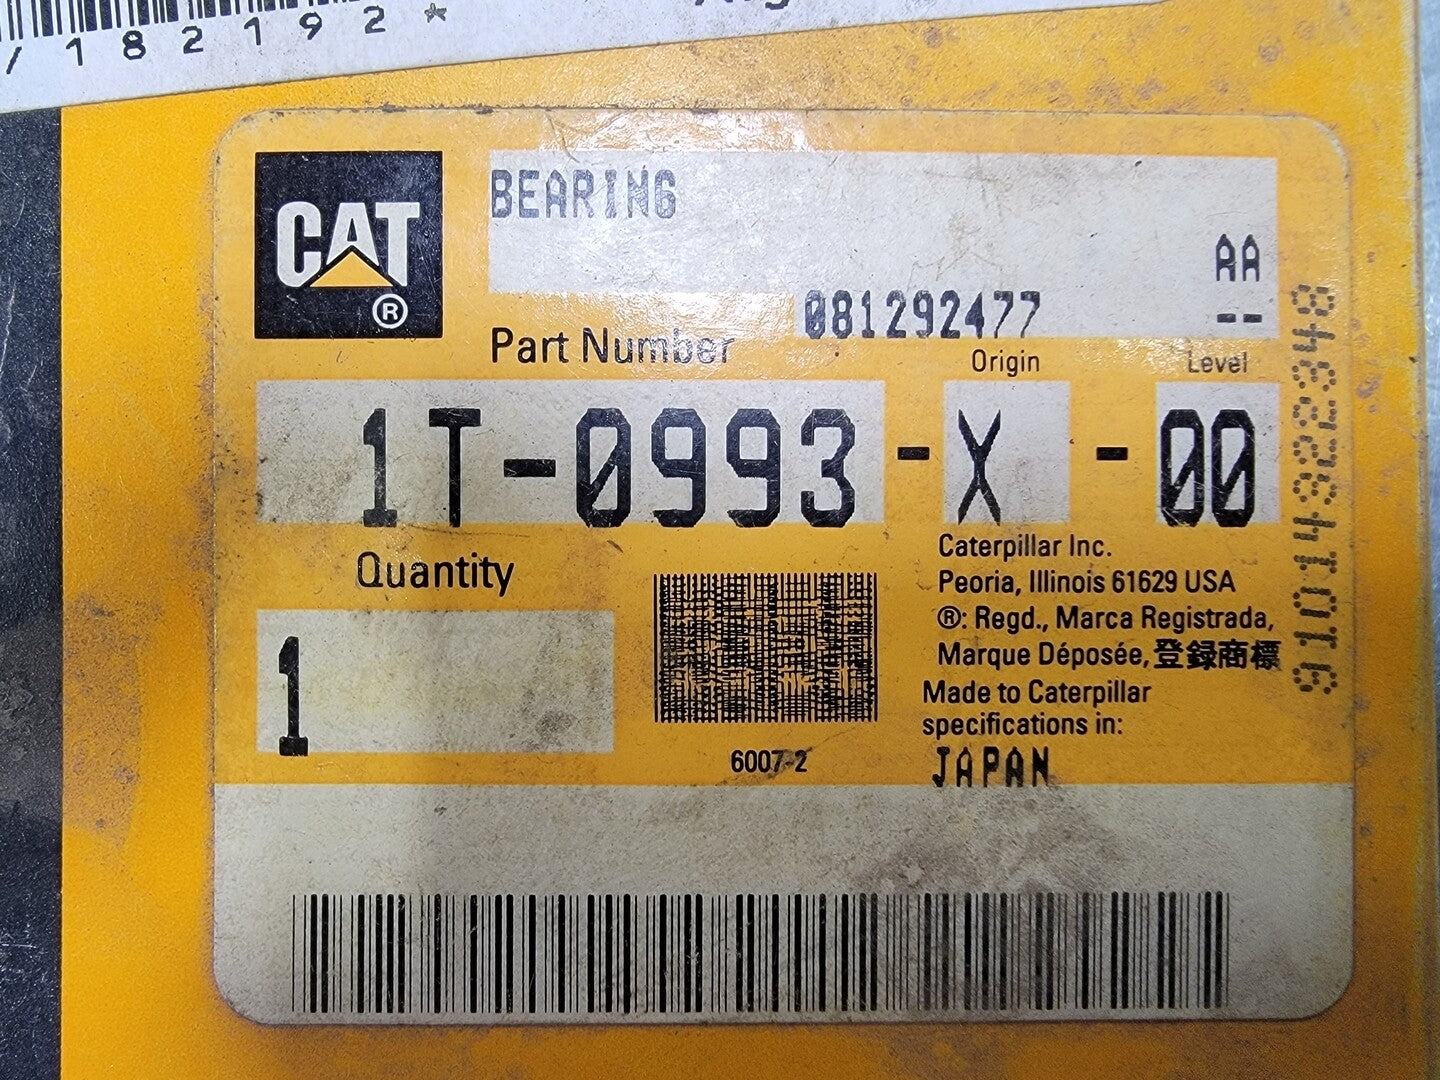 /182192*
CAT
®
BEARING
AA
081292477
--
Part Number
Origin
Level
1T-0993
- X
- 00
Quantity
1
Caterpillar Inc.
Peoria, Illinois 61629 USA
®: Regd., Marca Registrada,
Marque Déposée, 登録商標
Made to Caterpillar
specifications in:
JAPAN
6007-2